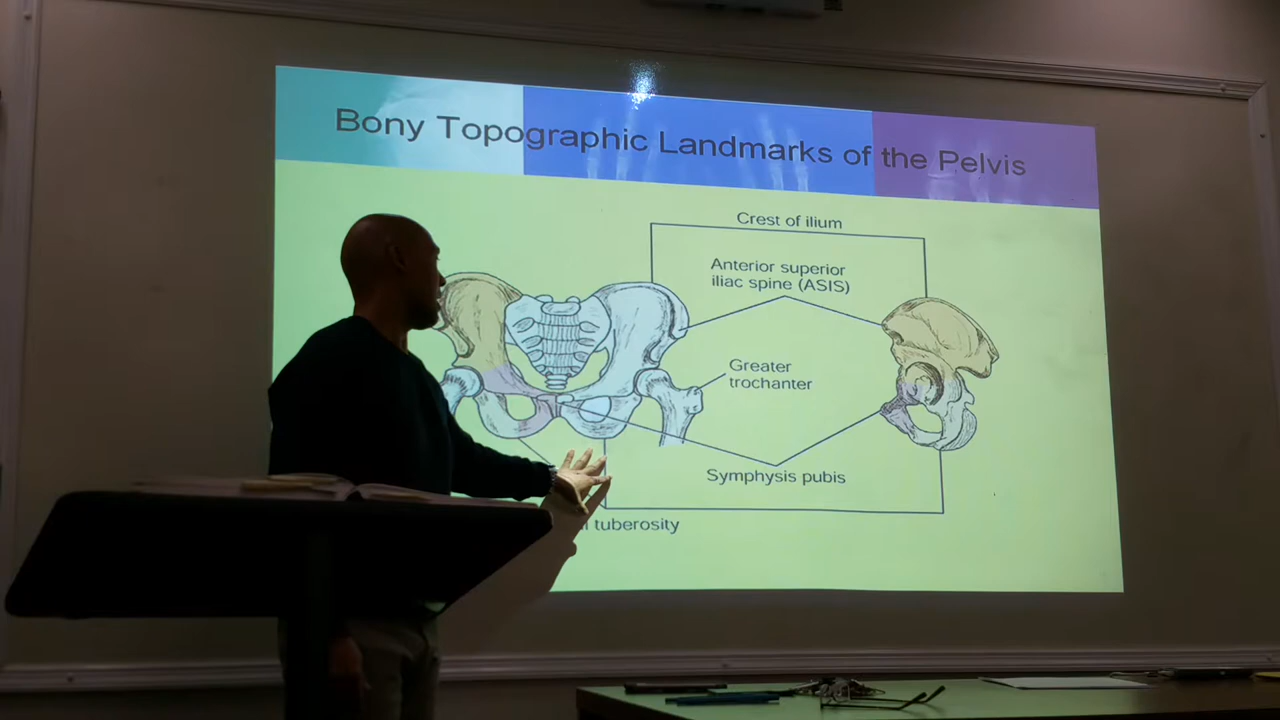 Bony Topographic Landmarks of the Pelvis
Crest of ilium
Anterior superior
iliac spine (ASIS)
Greater
trochanter
Symphysis pubis
tuberosity